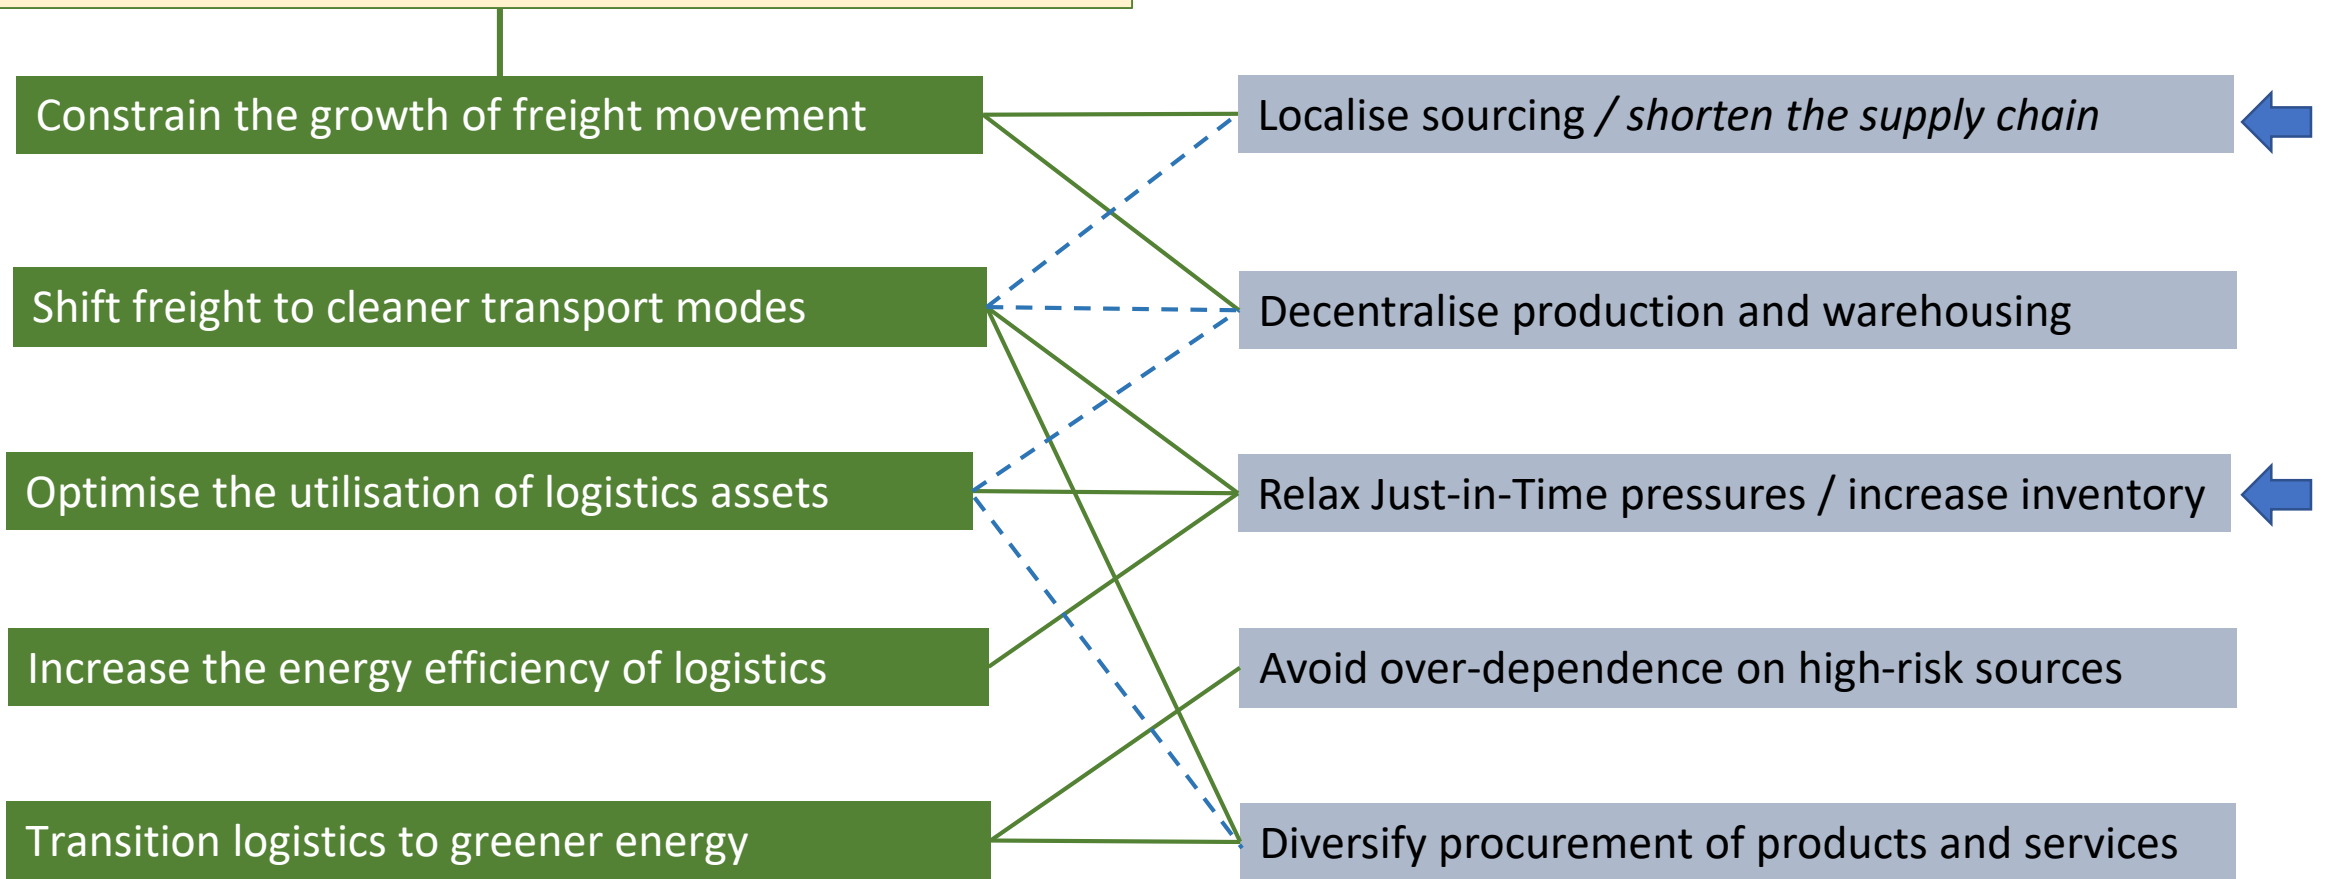 Constrain the growth of freight movement
Localise sourcing / shorten the supply chain
Shift freight to cleaner transport modes
Decentralise production and warehousing
Optimise the utilisation of logistics assets
Relax Just-in-Time pressures / increase inventory
Increase the energy efficiency of logistics
Avoid over-dependence on high-risk sources
Transition logistics to greener energy
Diversify procurement of products and services